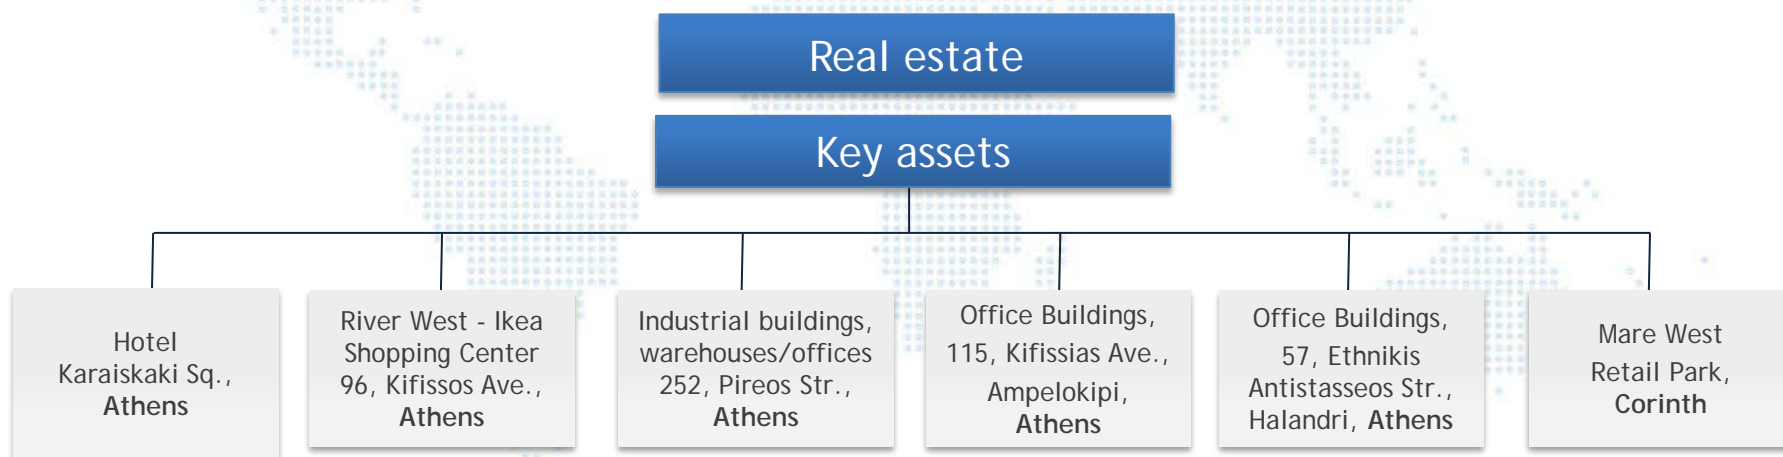 Real estate
Key assets
Hotel
Karaiskaki Sq.,
Athens
River West - Ikea
Shopping Center
96, Kifissos Ave.,
Athens
Industrial buildings,
warehouses/offices
252, Pireos Str.,
Athens
Office Buildings,
115, Kifissias Ave.,
Ampelokipi,
Athens
Office Buildings,
57, Ethnikis
Antistasseos Str.,
Halandri, Athens
Mare West
Retail Park,
Corinth